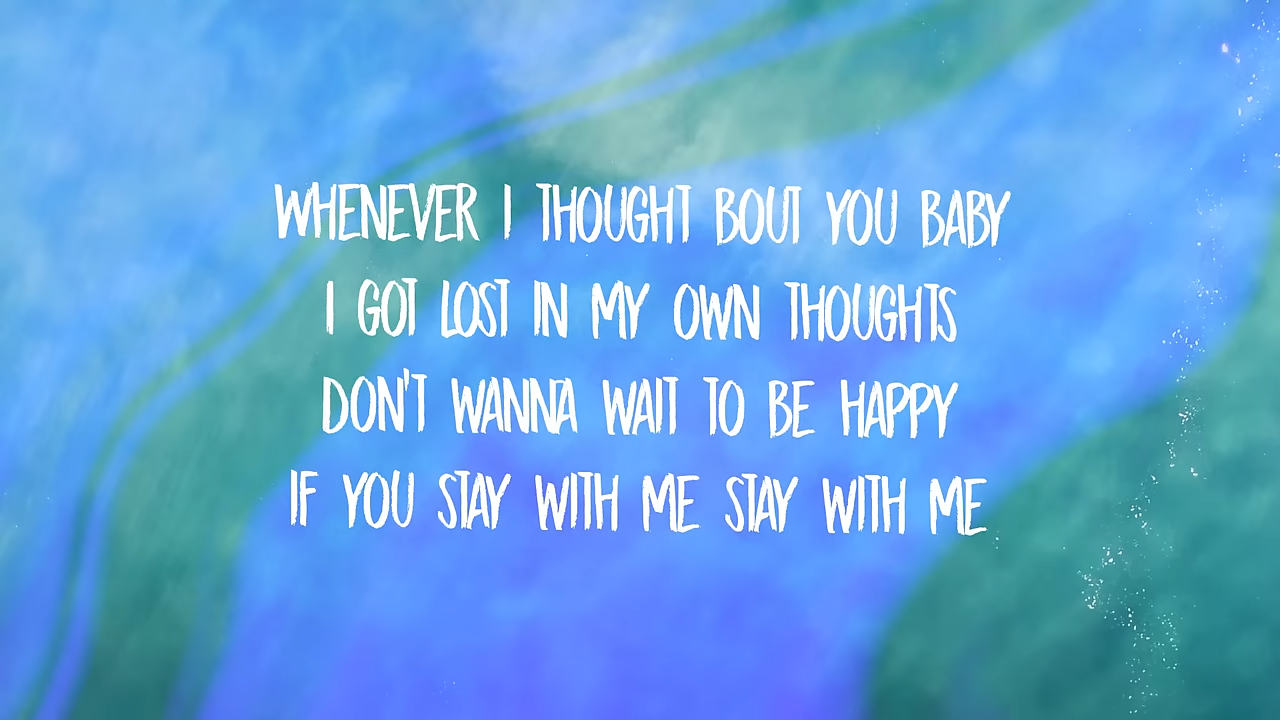 WHENEVER I THOUGHT BOUT YOU BABY
I GOT LOST IN MY OWN THOUGHTS
DON'T WANNA WAIT TO BE HAPPY
IF YOU STAY WITH ME STAY WITH ME